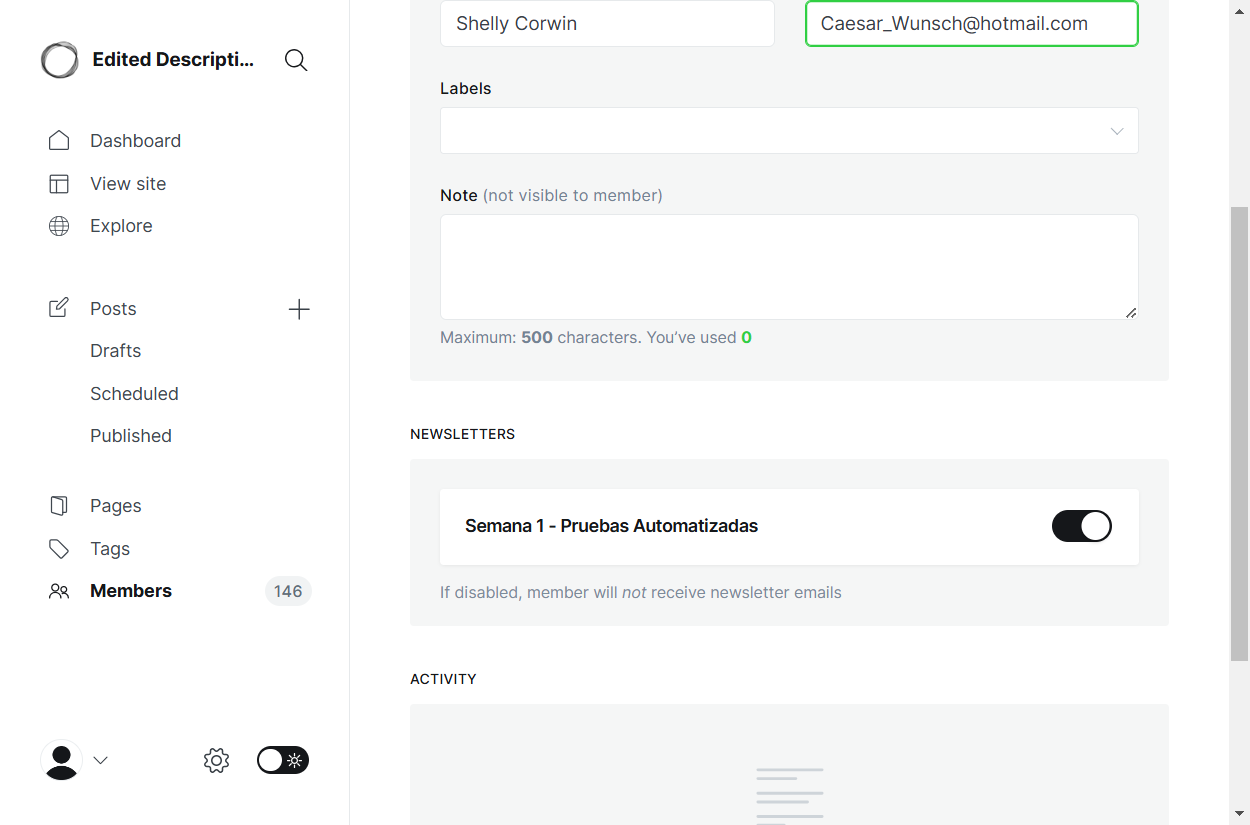 Edited Descripti...
Dashboard
View site
Explore
Posts
Drafts
Scheduled
Published
Pages
Tags
Members 146
Shelly Corwin Caesar_Wunsch@hotmail.com
Labels
Note (not visible to member)
Maximum: 500 characters. You’ve used 0
NEWSLETTERS
Semana 1 - Pruebas Automatizadas
If disabled, member will not receive newsletter emails
ACTIVITY